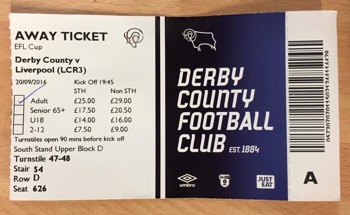 AWAY TICKET
EFL Cup
Derby County v
Liverpool (LCR3)
20/09/2016 Kick Off 19:45
STH Non STH
Adult £25.00 £29.00
Senior 65+ £17.50 £20.50
U18 £14.00 £17.00
2-12 £7.50 £9.00
Turnstiles open 90 mins before kick off
South Stand Upper Block D
Turnstile 47-48
Stair 54
Row D
Seat 626
DERBY
COUNTY
FOOTBALL
CLUB EST. 1884
umbro
JUST
EAT
A